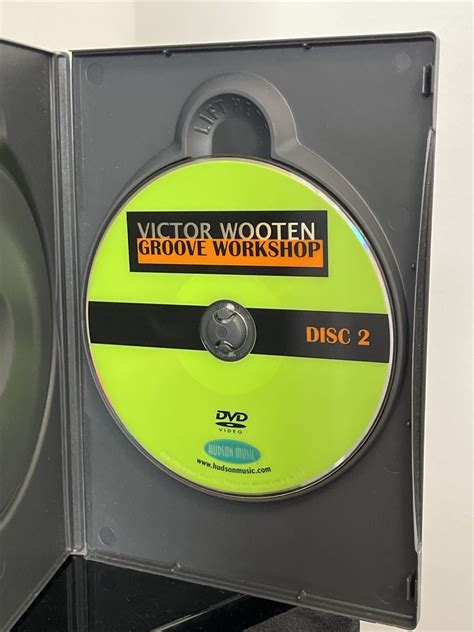 LIFT HERE
VICTOR WOOTEN
GROOVE WORKSHOP
DISC 2
DVD
VIDEO
HUDSON MUSIC
www.hudsonmusic.com